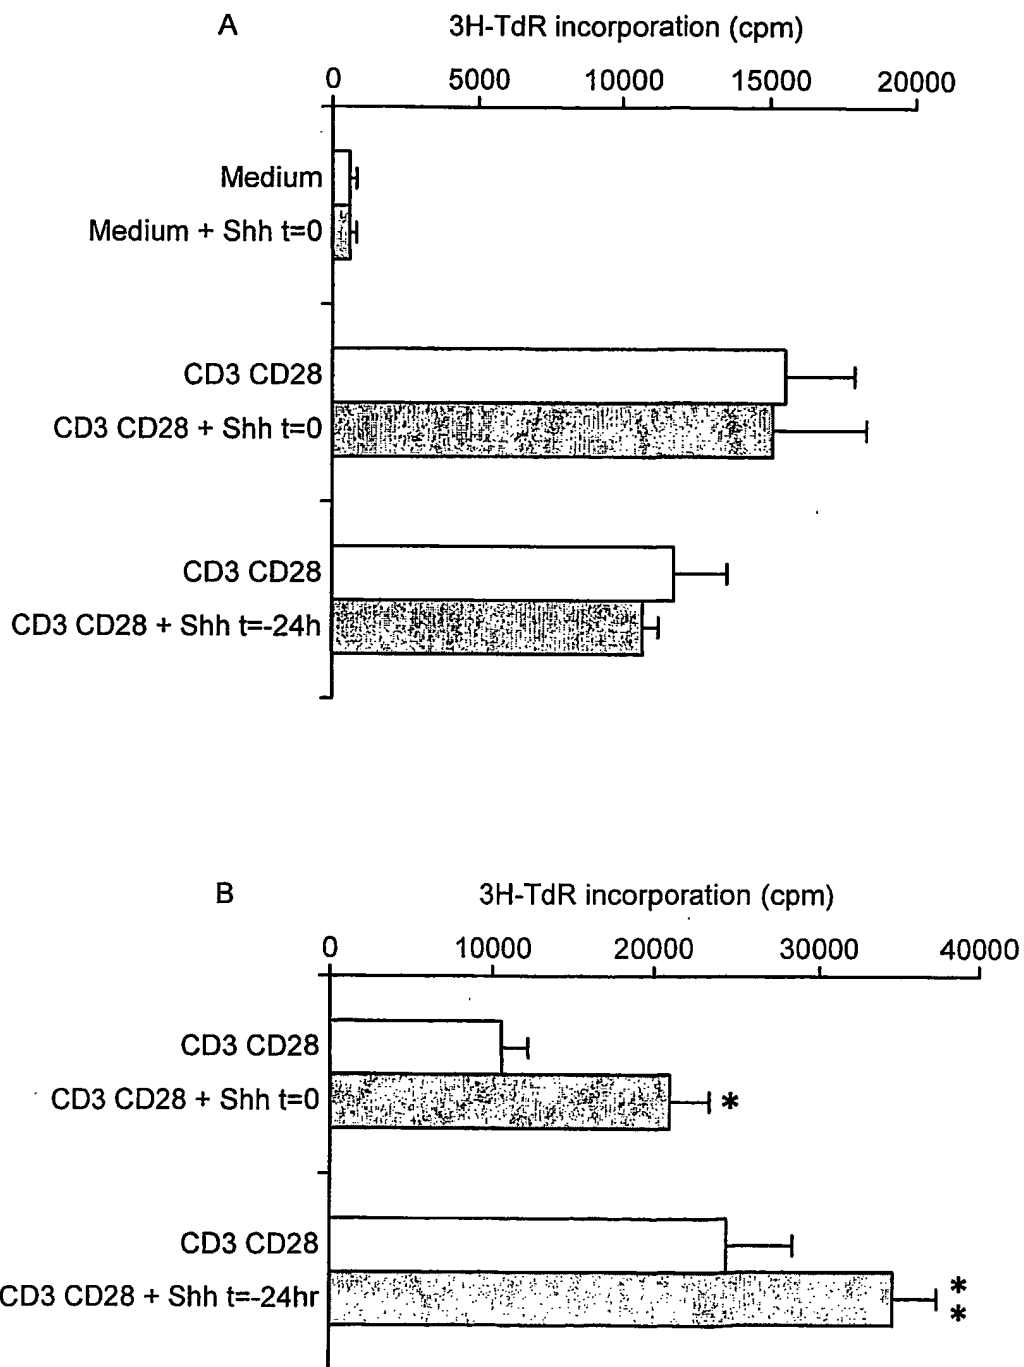 A 3H-TdR incorporation (cpm)
0 5000 10000 15000 20000
Medium
Medium + Shh t=0
CD3 CD28
CD3 CD28 + Shh t=0
CD3 CD28
CD3 CD28 + Shh t=-24h
B 3H-TdR incorporation (cpm)
0 10000 20000 30000 40000
CD3 CD28
CD3 CD28 + Shh t=0 *
CD3 CD28
CD3 CD28 + Shh t=-24hr **